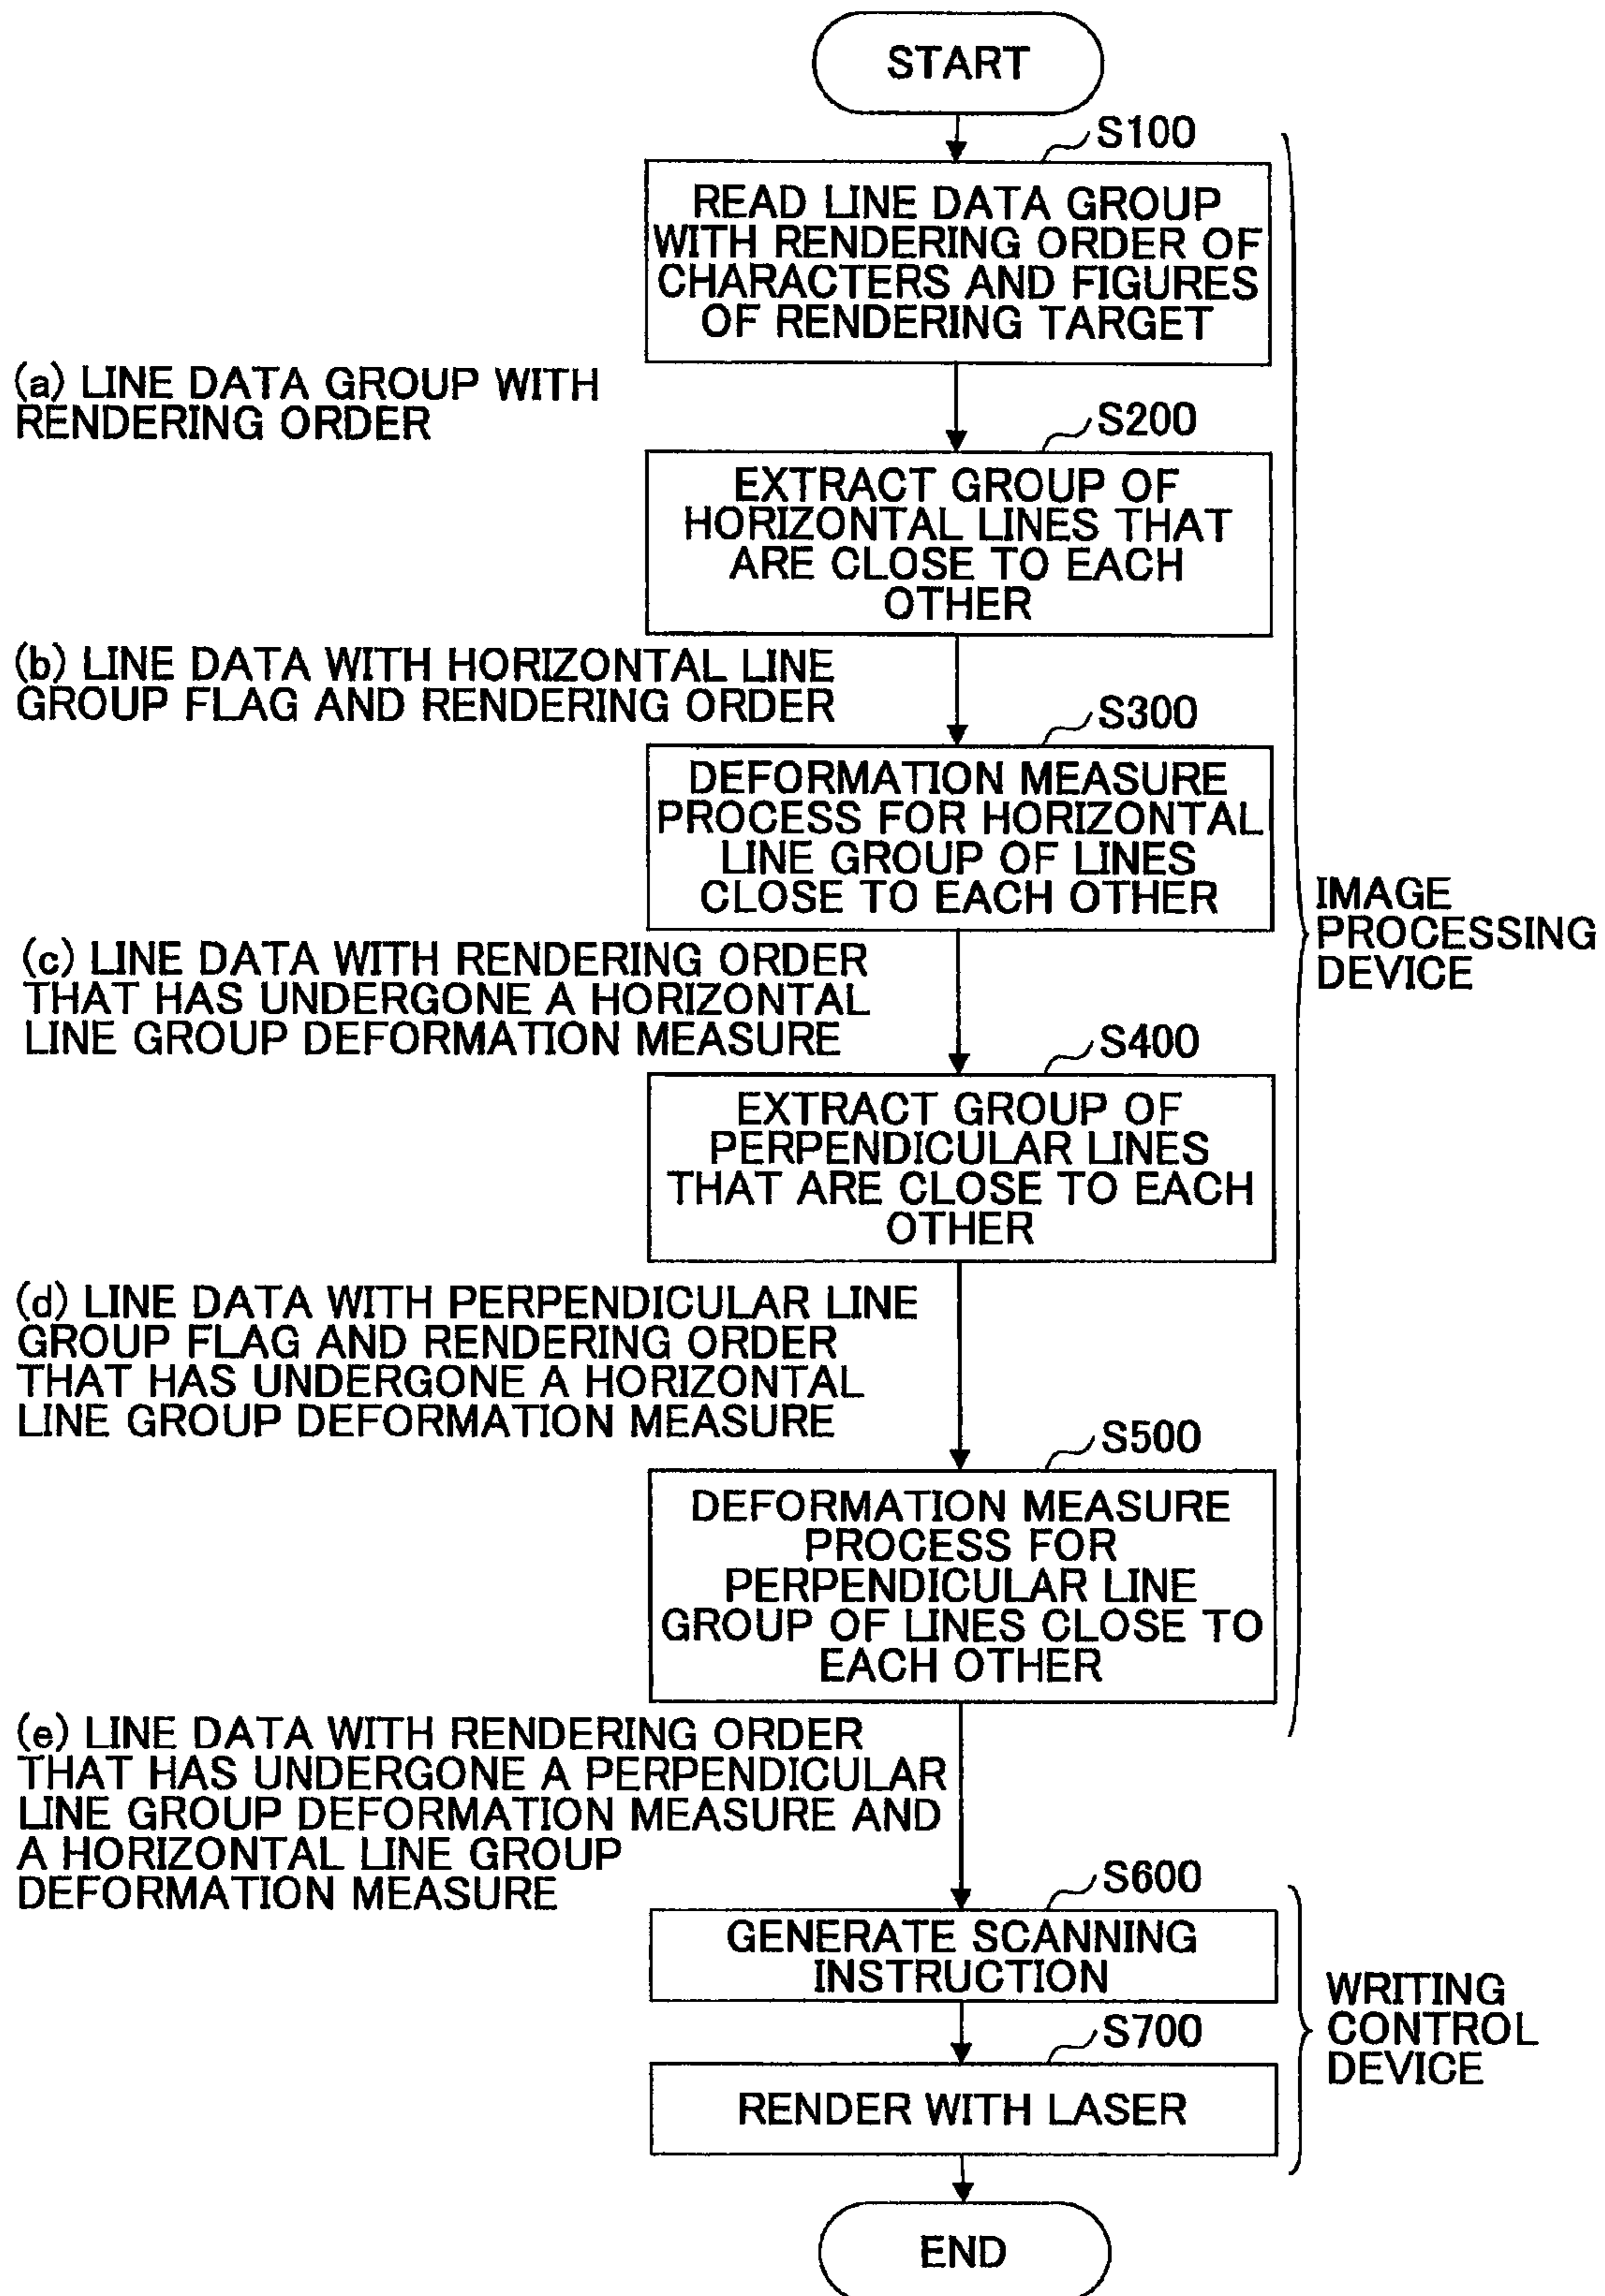 START
S100
READ LINE DATA GROUP
WITH RENDERING ORDER OF
CHARACTERS AND FIGURES
OF RENDERING TARGET
(a) LINE DATA GROUP WITH
RENDERING ORDER
S200
EXTRACT GROUP OF
HORIZONTAL LINES THAT
ARE CLOSE TO EACH
OTHER
(b) LINE DATA WITH HORIZONTAL LINE
GROUP FLAG AND RENDERING ORDER
S300
DEFORMATION MEASURE
PROCESS FOR HORIZONTAL
LINE GROUP OF LINES
CLOSE TO EACH OTHER
IMAGE
PROCESSING
DEVICE
(c) LINE DATA WITH RENDERING ORDER
THAT HAS UNDERGONE A HORIZONTAL
LINE GROUP DEFORMATION MEASURE
S400
EXTRACT GROUP OF
PERPENDICULAR LINES
THAT ARE CLOSE TO EACH
OTHER
(d) LINE DATA WITH PERPENDICULAR LINE
GROUP FLAG AND RENDERING ORDER
THAT HAS UNDERGONE A HORIZONTAL
LINE GROUP DEFORMATION MEASURE
S500
DEFORMATION MEASURE
PROCESS FOR
PERPENDICULAR LINE
GROUP OF LINES CLOSE TO
EACH OTHER
(e) LINE DATA WITH RENDERING ORDER
THAT HAS UNDERGONE A PERPENDICULAR
LINE GROUP DEFORMATION MEASURE AND
A HORIZONTAL LINE GROUP
DEFORMATION MEASURE
S600
GENERATE SCANNING
INSTRUCTION
S700
RENDER WITH LASER
WRITING
CONTROL
DEVICE
END